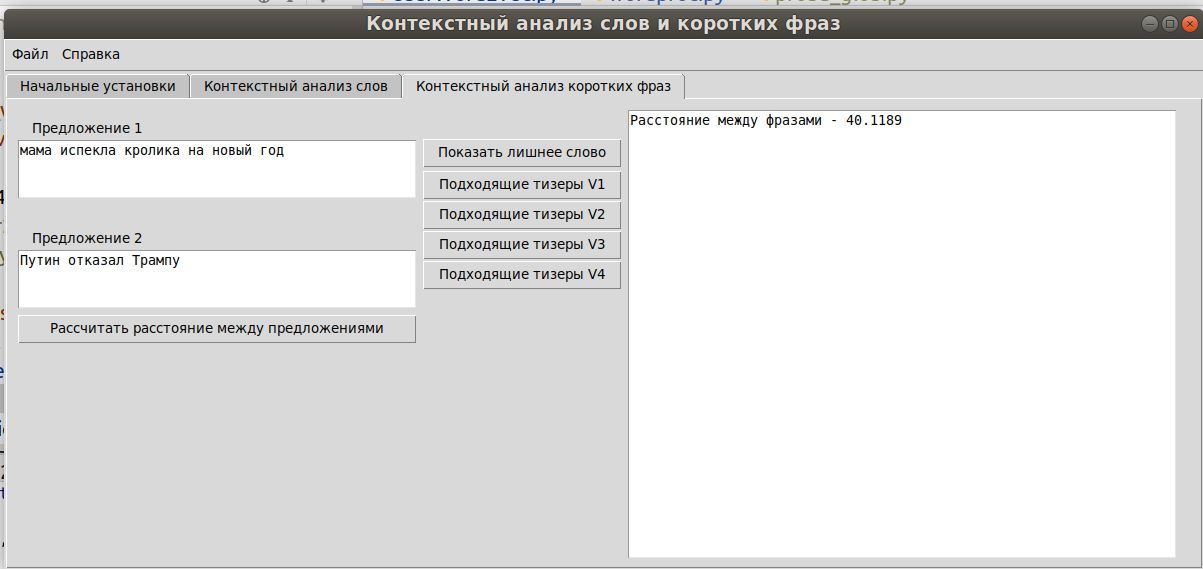 Контекстный анализ слов и коротких фраз
Файл Справка
Начальные установки Контекстный анализ слов Контекстный анализ коротких фраз
Предложение 1
мама испекла кролика на новый год
Предложение 2
Путин отказал Трампу
Рассчитать расстояние между предложениями
Показать лишнее слово
Подходящие тизеры V1
Подходящие тизеры V2
Подходящие тизеры V3
Подходящие тизеры V4
Расстояние между фразами - 40.1189